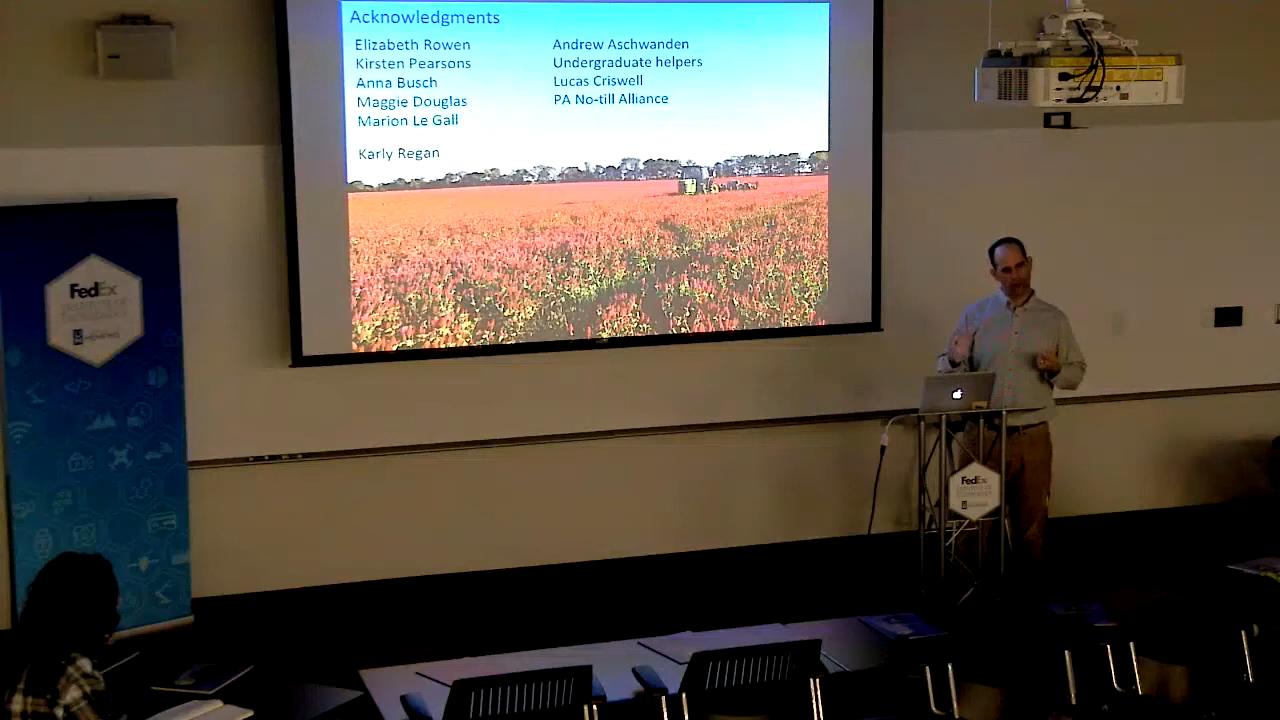 Acknowledgments
Elizabeth Rowen
Kirsten Pearsons
Anna Busch
Maggie Douglas
Marion Le Gall
Karly Regan
Andrew Aschwanden
Undergraduate helpers
Lucas Criswell
PA No-till Alliance
FedEx
MEMPHIS
FedEx